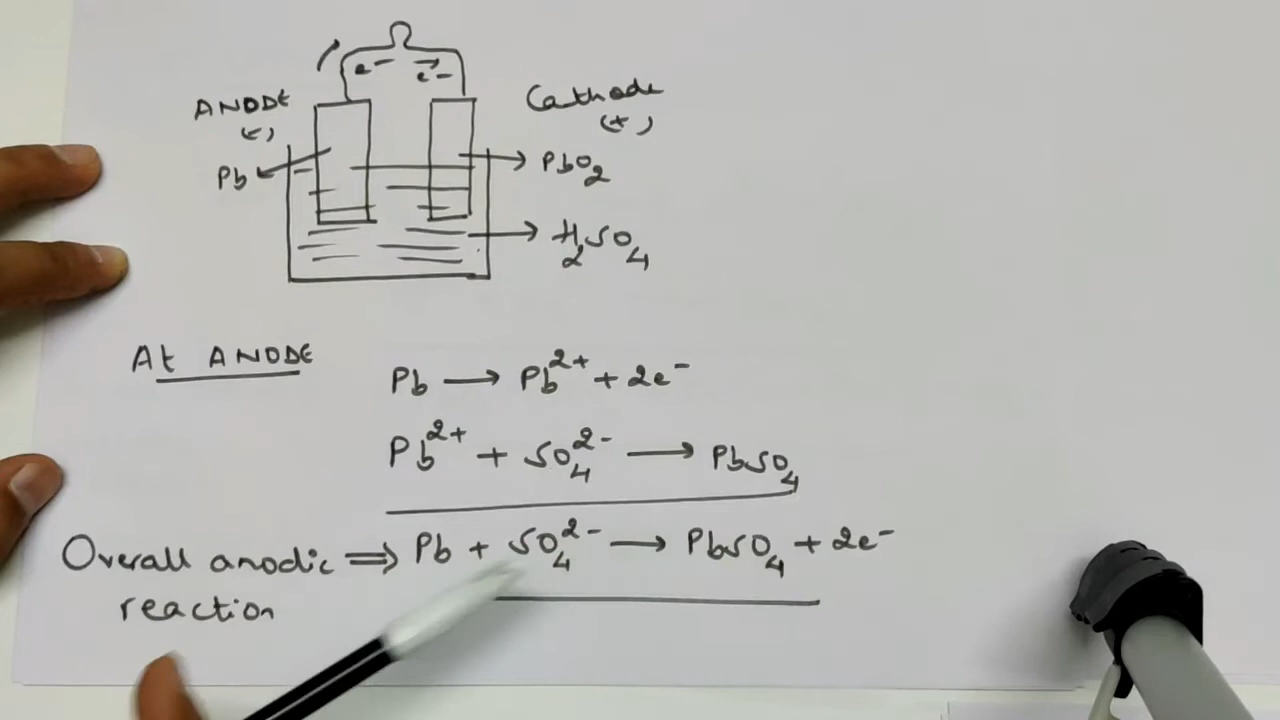 e⁻ → e⁻
ANODE Cathode
(-) (+)
Pb PbO₂
H₂SO₄
At ANODE
Pb → Pb²⁺ + 2e⁻
Pb²⁺ + SO₄²⁻ → PbSO₄
Overall anodic ⇒ Pb + SO₄²⁻ → PbSO₄ + 2e⁻
reaction